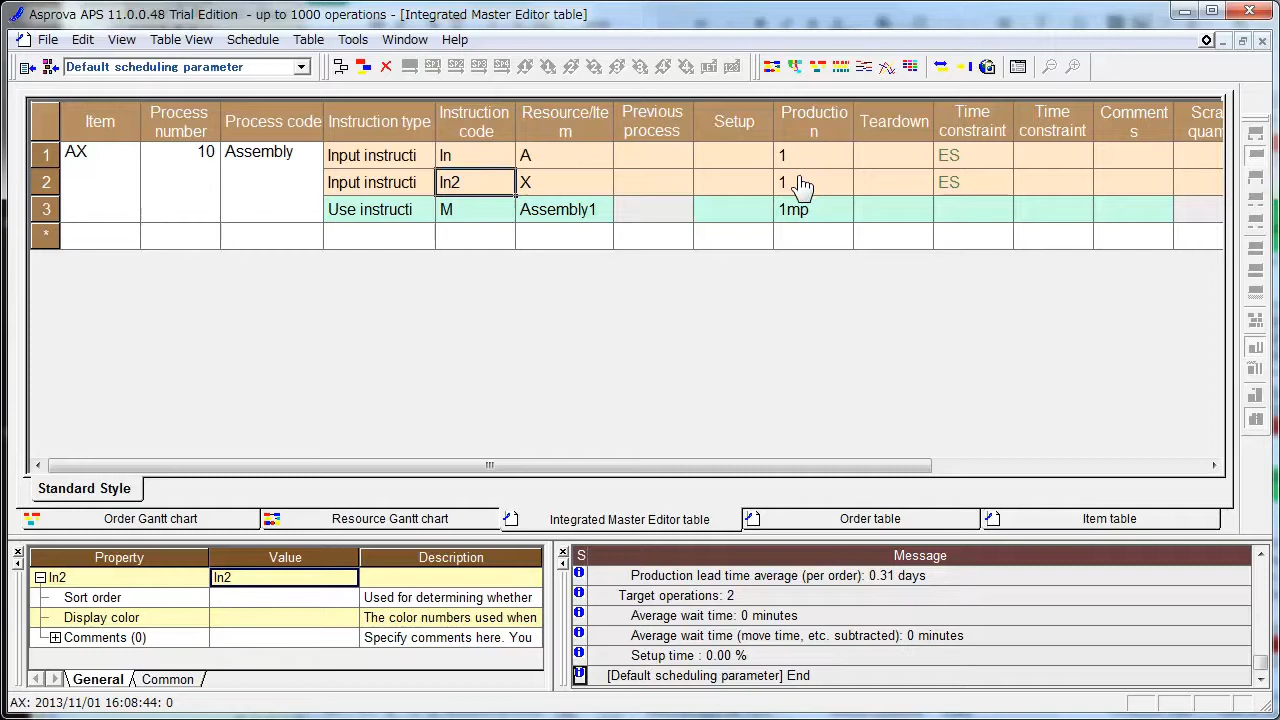 Asprova APS 11.0.0.48 Trial Edition - up to 1000 operations - [Integrated Master Editor table]
File Edit View Table View Schedule Table Tools Window Help
Default scheduling parameter
Item Process number Process code Instruction type Instruction code Resource/Item Previous process Setup Production Teardown Time constraint Time constraint Comments Scra quant
1 AX 10 Assembly Input instructi In A 1 ES
2 Input instructi In2 X 1 ES
3 Use instructi M Assembly1 1mp
*
Standard Style
Order Gantt chart Resource Gantt chart Integrated Master Editor table Order table Item table
Property Value Description
In2 In2
Sort order Used for determining whether
Display color The color numbers used when
Comments (0) Specify comments here. You
General Common
S Message
Production lead time average (per order): 0.31 days
Target operations: 2
Average wait time: 0 minutes
Average wait time (move time, etc. subtracted): 0 minutes
Setup time : 0.00 %
[Default scheduling parameter] End
AX: 2013/11/01 16:08:44: 0